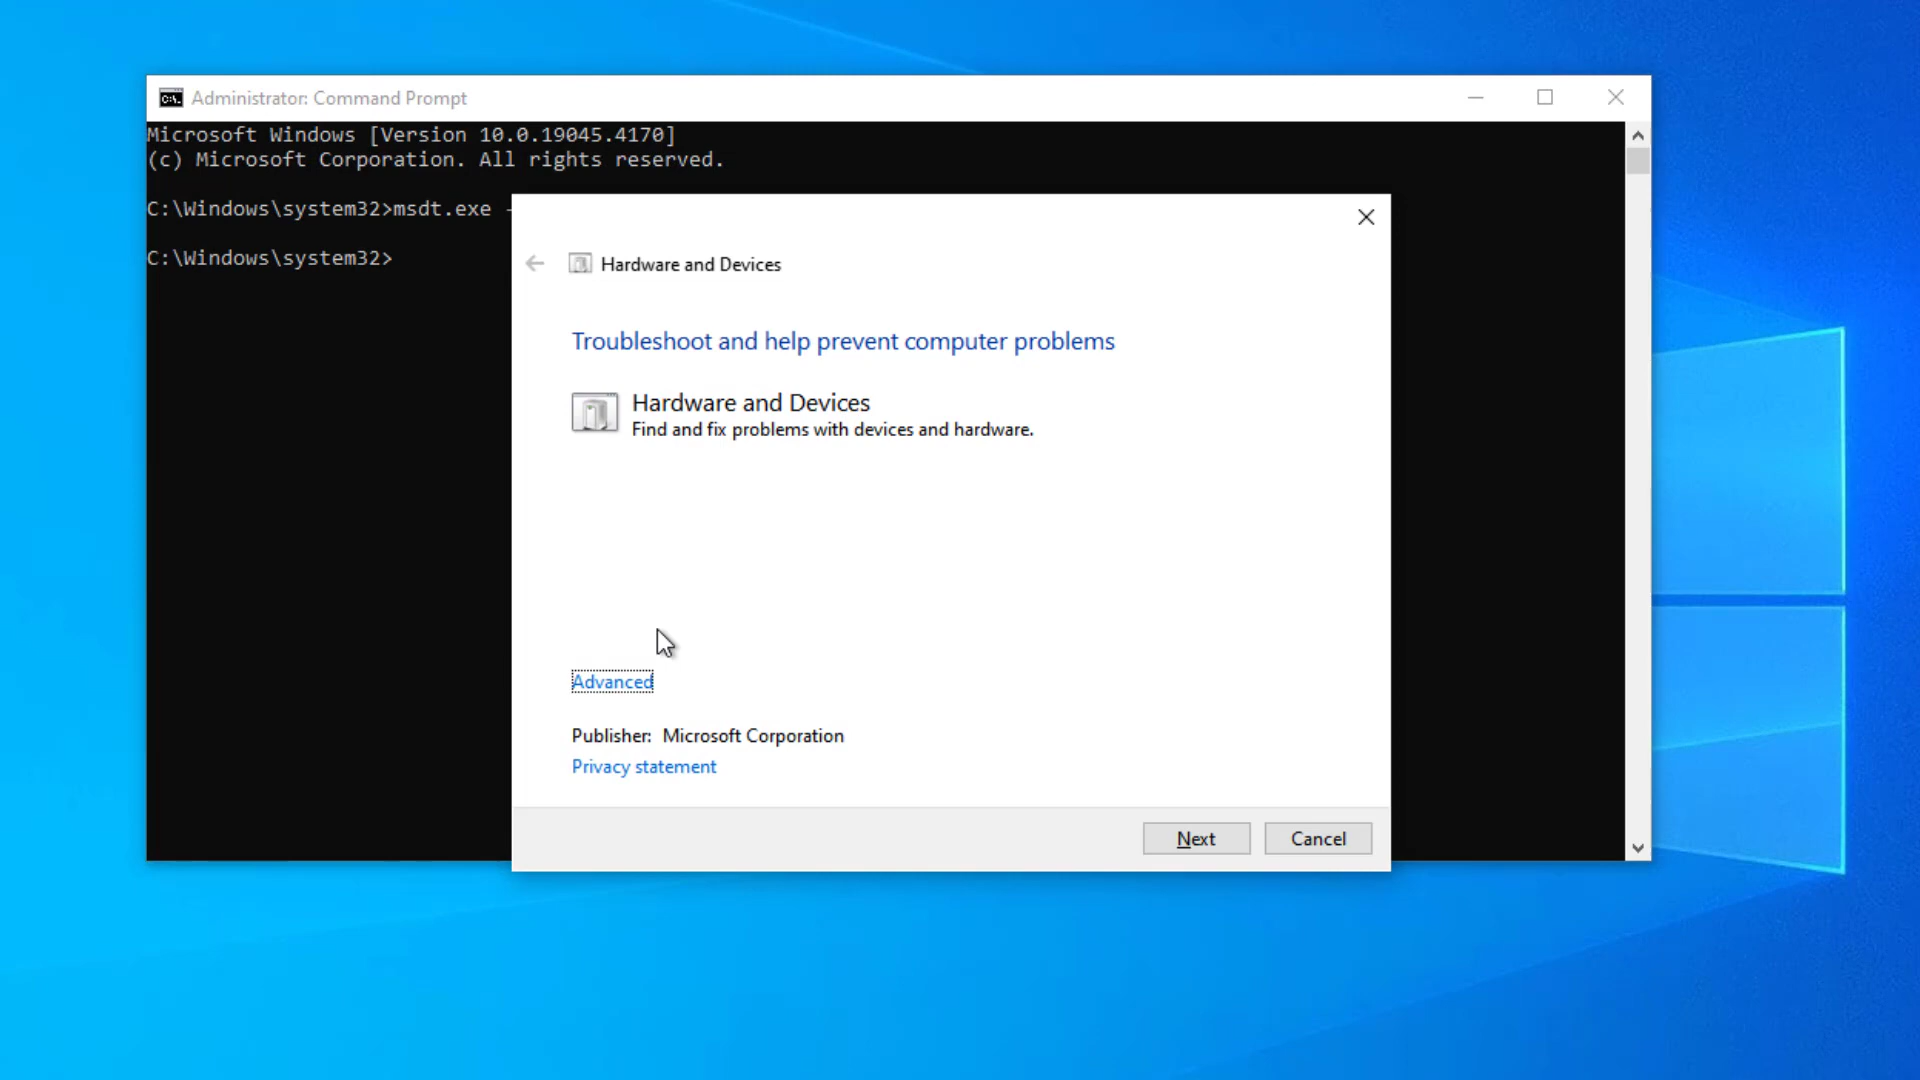 Administrator: Command Prompt
Microsoft Windows [Version 10.0.19045.4170]
(c) Microsoft Corporation. All rights reserved.
C:\Windows\system32>msdt.exe -
C:\Windows\system32>
Hardware and Devices
Troubleshoot and help prevent computer problems
Hardware and Devices
Find and fix problems with devices and hardware.
Advanced
Publisher: Microsoft Corporation
Privacy statement
Next Cancel